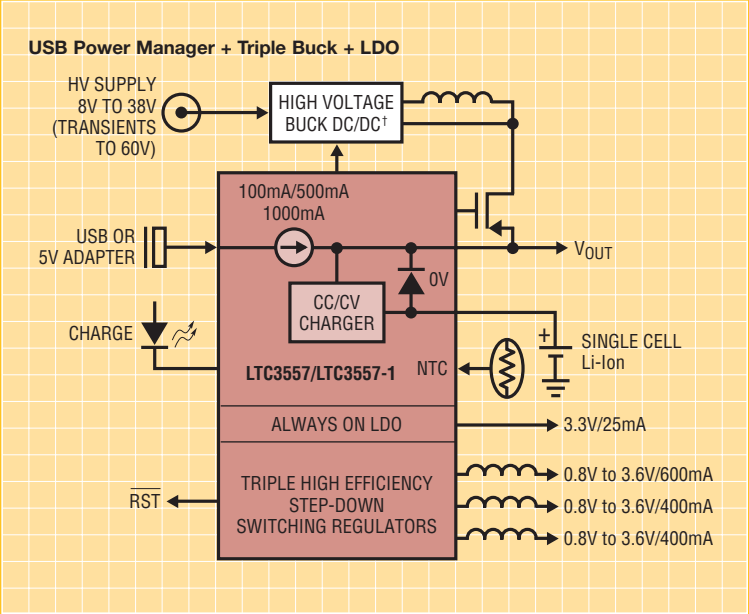 USB Power Manager + Triple Buck + LDO
HV SUPPLY
8V TO 38V
(TRANSIENTS
TO 60V)
HIGH VOLTAGE
BUCK DC/DC†
100mA/500mA
1000mA
USB OR
5V ADAPTER
VOUT
0V
CC/CV
CHARGER
CHARGE
+
SINGLE CELL
Li-Ion
LTC3557/LTC3557-1
NTC
ALWAYS ON LDO
3.3V/25mA
TRIPLE HIGH EFFICIENCY
STEP-DOWN
SWITCHING REGULATORS
RST
0.8V to 3.6V/600mA
0.8V to 3.6V/400mA
0.8V to 3.6V/400mA